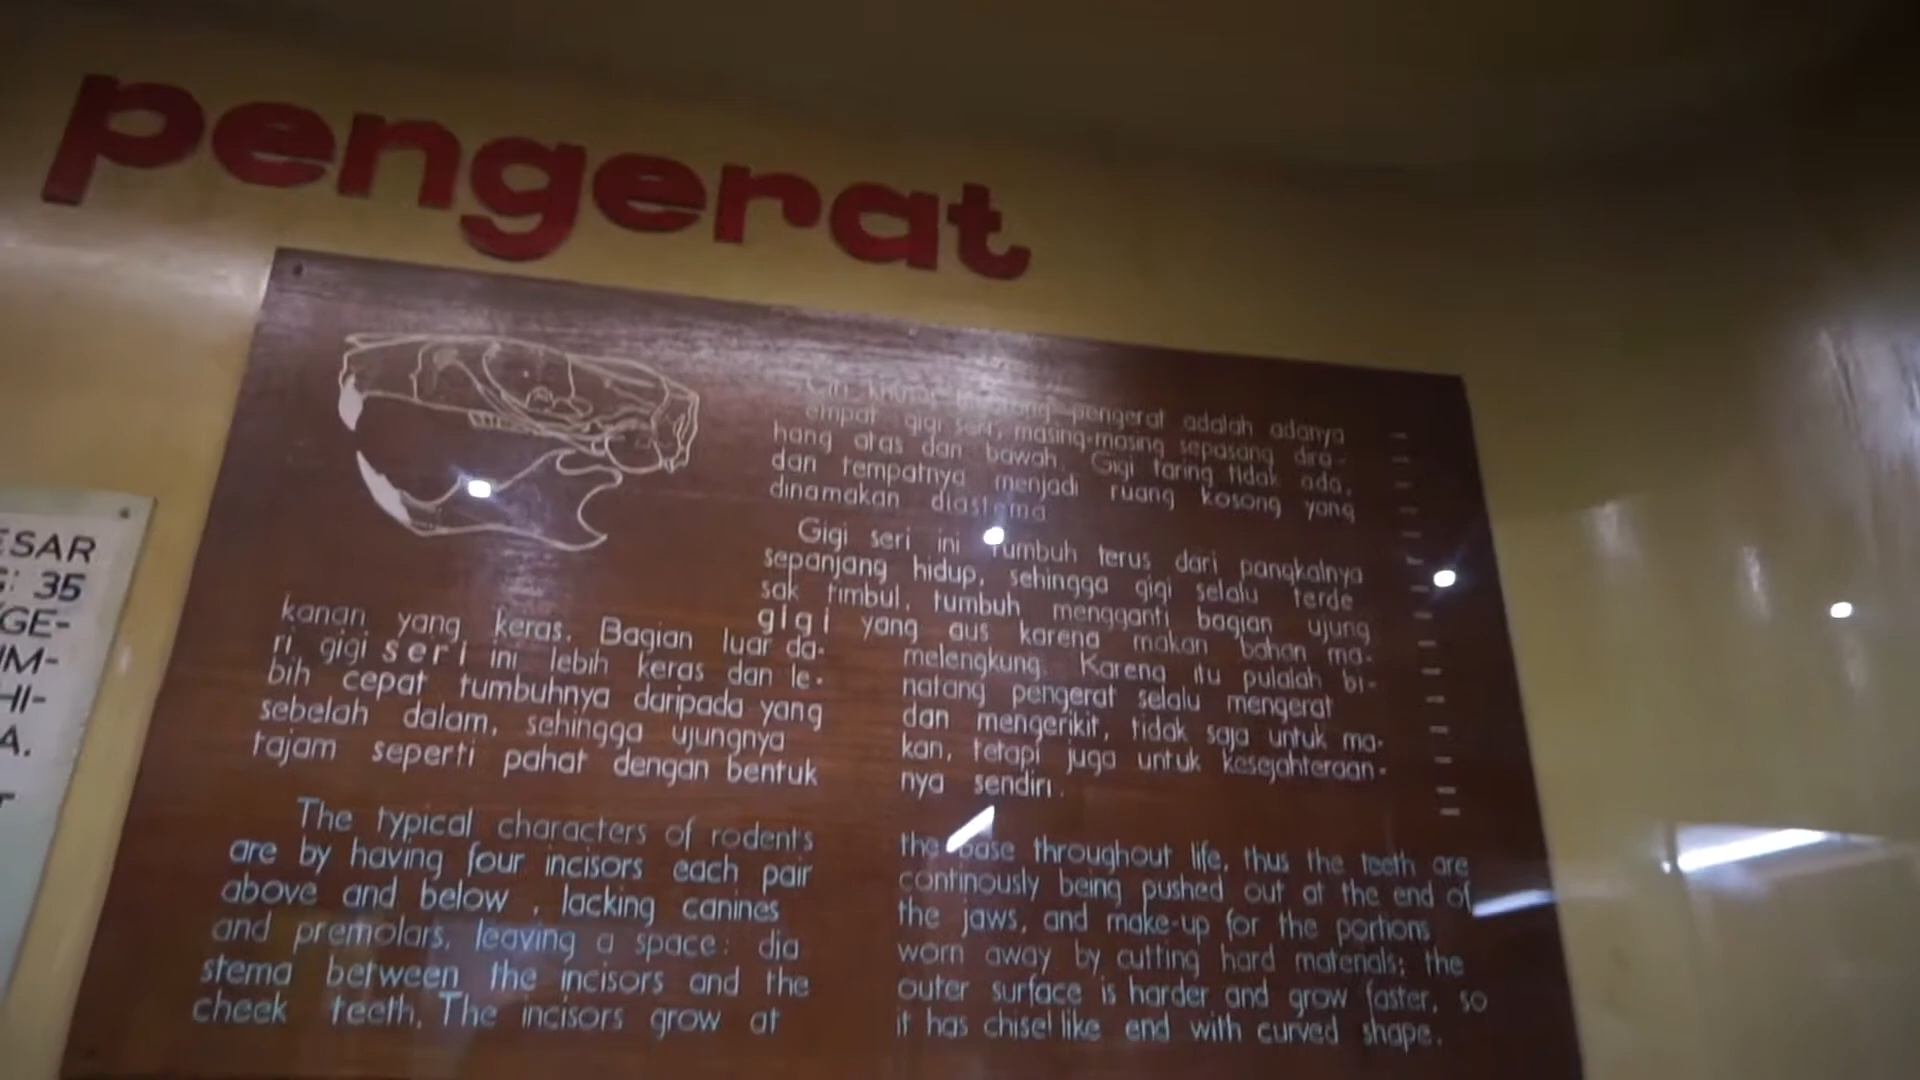 pengerat
pengerat adalah adanya
empat gigi seri, masing-masing sepasang dira-
hang atas dan bawah. Gigi taring tidak ada,
dan tempatnya menjadi ruang kosong yang
dinamakan diastema
Gigi seri ini tumbuh terus dari pangkalnya
sepanjang hidup, sehingga gigi selalu terde
sak timbul, tumbuh mengganti bagian ujung
gigi yang aus karena makan bahan ma-
kanan yang keras. Bagian luar da-
ri gigi seri ini lebih keras dan le-
bih cepat tumbuhnya daripada yang
sebelah dalam, sehingga ujungnya
tajam seperti pahat dengan bentuk
melengkung. Karena itu pulalah bi-
natang pengerat selalu mengerat
dan mengerikit, tidak saja untuk ma-
kan, tetapi juga untuk kesejahteraan-
nya sendiri.
The typical characters of rodents
are by having four incisors each pair
above and below , lacking canines
and premolars, leaving a space: dia
stema between the incisors and the
cheek teeth. The incisors grow at
the base throughout life, thus the teeth are
continously being pushed out at the end of
the jaws, and make-up for the portions
worn away by cutting hard materials; the
outer surface is harder and grow faster, so
it has chisel like end with curved shape.
ESAR
: 35
GE-
IM-
HI-
A.